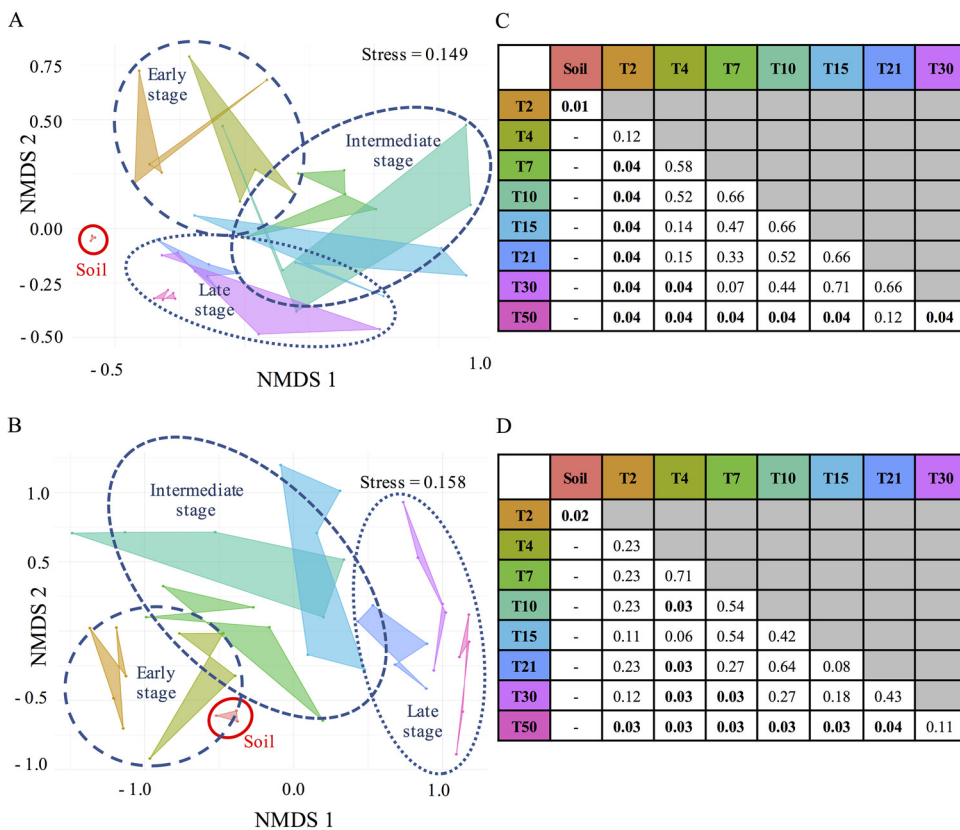 A
Stress = 0.149
0.75
0.50
0.25
0.00
-0.25
-0.50
NMDS 2
Early
stage
Intermediate
stage
Late
stage
Soil
-0.5
1.0
NMDS 1
C
Soil T2 T4 T7 T10 T15 T21 T30
T2 0.01
T4 - 0.12
T7 - 0.04 0.58
T10 - 0.04 0.52 0.66
T15 - 0.04 0.14 0.47 0.66
T21 - 0.04 0.15 0.33 0.52 0.66
T30 - 0.04 0.04 0.07 0.44 0.71 0.66
T50 - 0.04 0.04 0.04 0.04 0.04 0.12 0.04
B
Stress = 0.158
1.0
0.5
0.0
-0.5
-1.0
NMDS 2
Intermediate
stage
Early
stage
Soil
Late
stage
-1.0
0.0
1.0
NMDS 1
D
Soil T2 T4 T7 T10 T15 T21 T30
T2 0.02
T4 - 0.23
T7 - 0.23 0.71
T10 - 0.23 0.03 0.54
T15 - 0.11 0.06 0.54 0.42
T21 - 0.23 0.03 0.27 0.64 0.08
T30 - 0.12 0.03 0.03 0.27 0.18 0.43
T50 - 0.03 0.03 0.03 0.03 0.03 0.04 0.11